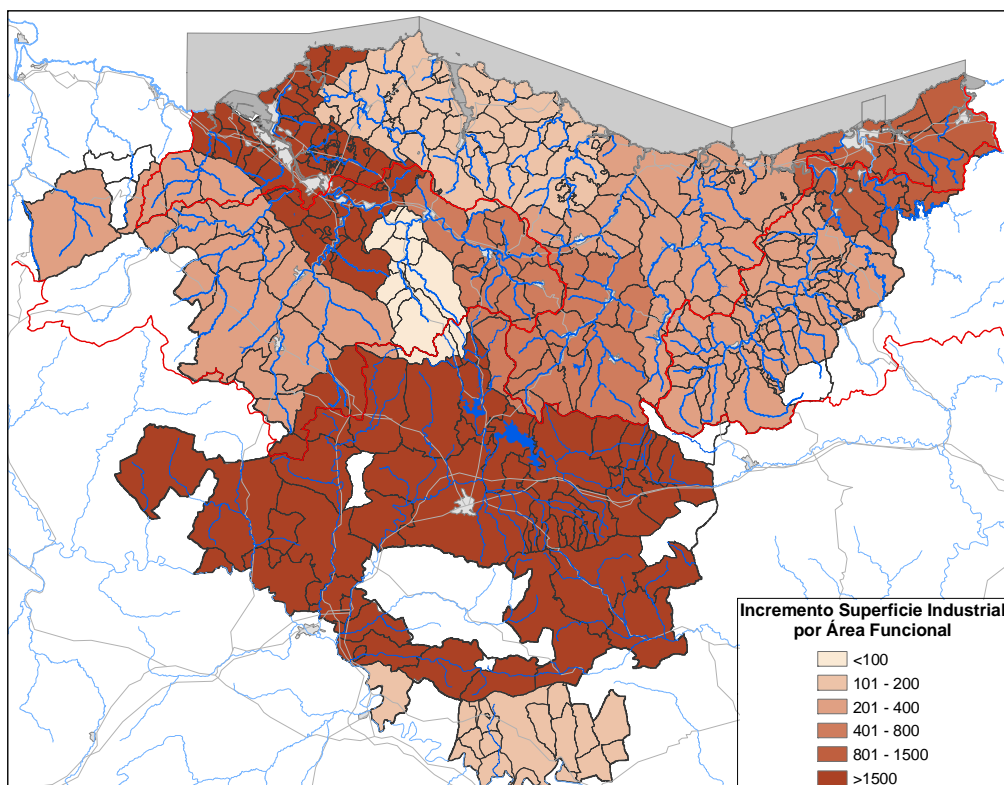 Incremento Superficie Industrial
por Área Funcional
<100
101 - 200
201 - 400
401 - 800
801 - 1500
>1500